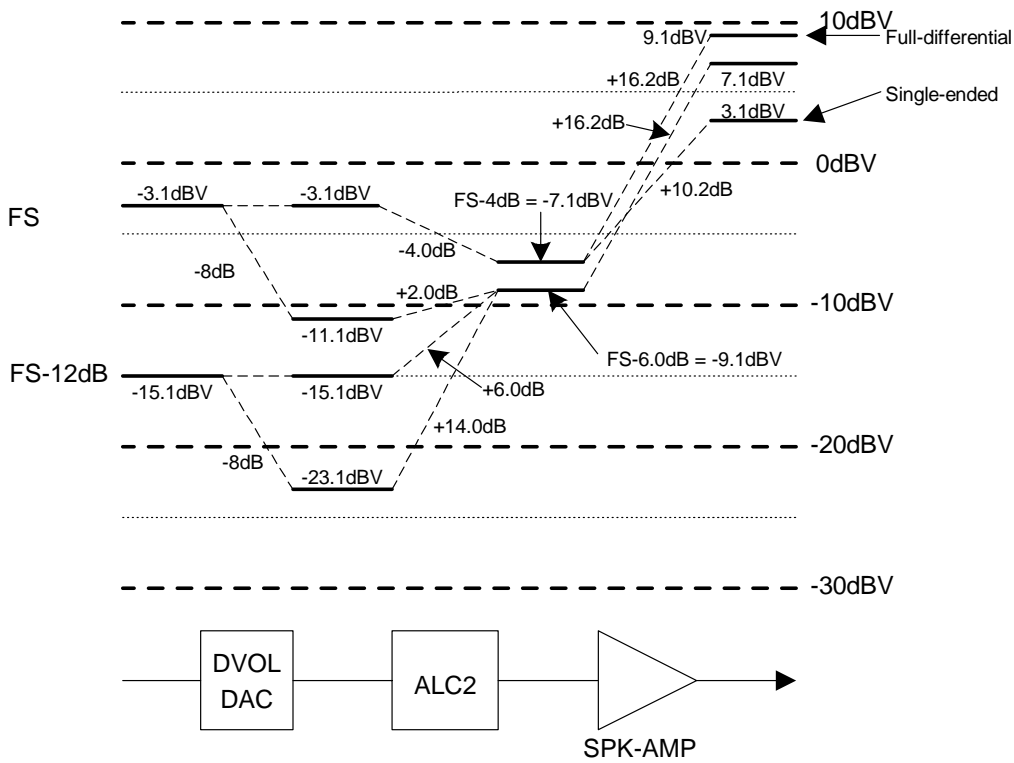 10dBV
9.1dBV
Full-differential
+16.2dB
7.1dBV
Single-ended
3.1dBV
+16.2dB
0dBV
-3.1dBV
-3.1dBV
FS-4dB = -7.1dBV
+10.2dB
FS
-4.0dB
-8dB
+2.0dB
-10dBV
-11.1dBV
FS-6.0dB = -9.1dBV
FS-12dB
-15.1dBV
-15.1dBV
+6.0dB
+14.0dB
-20dBV
-8dB
-23.1dBV
-30dBV
DVOL
DAC
ALC2
SPK-AMP